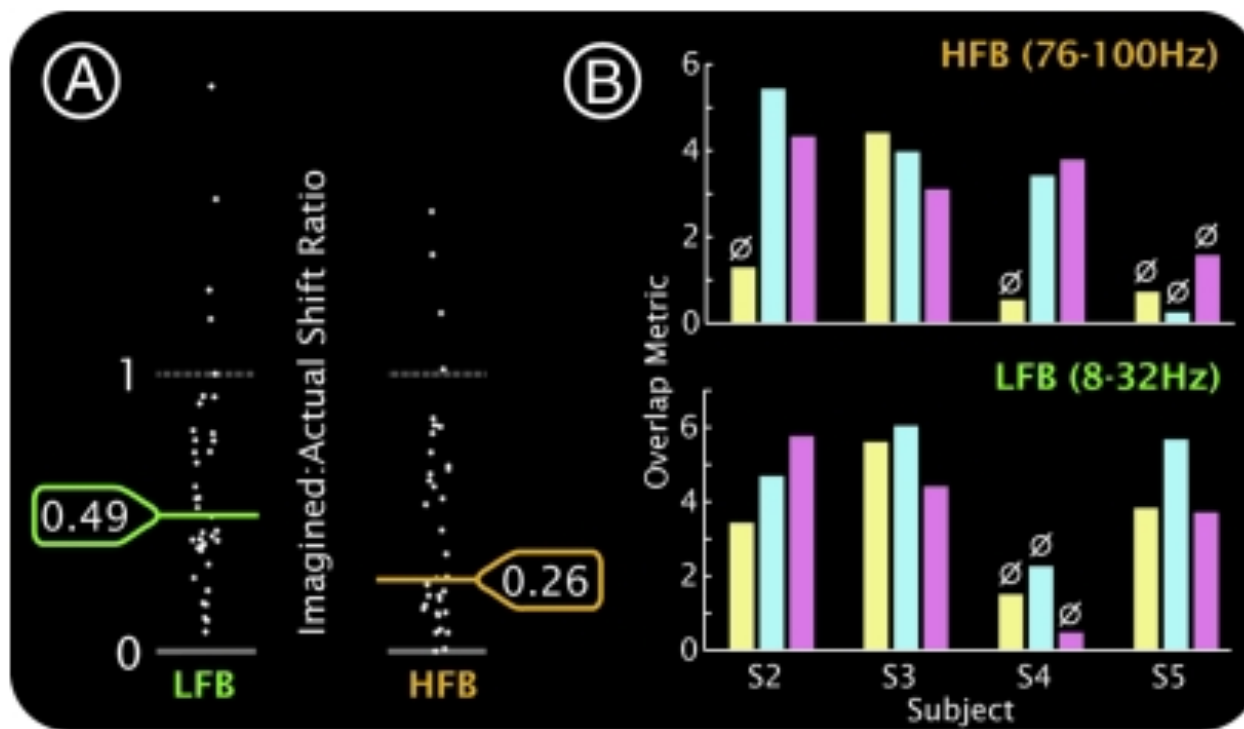 A
1
0
0.49
LFB
Imagined:Actual Shift Ratio
0.26
HFB
B
HFB (76-100Hz)
6
4
2
0
Ø
Ø
Ø
Ø
Ø
Overlap Metric
LFB (8-32Hz)
6
4
2
0
Ø
Ø
Ø
S2 S3 S4 S5
Subject